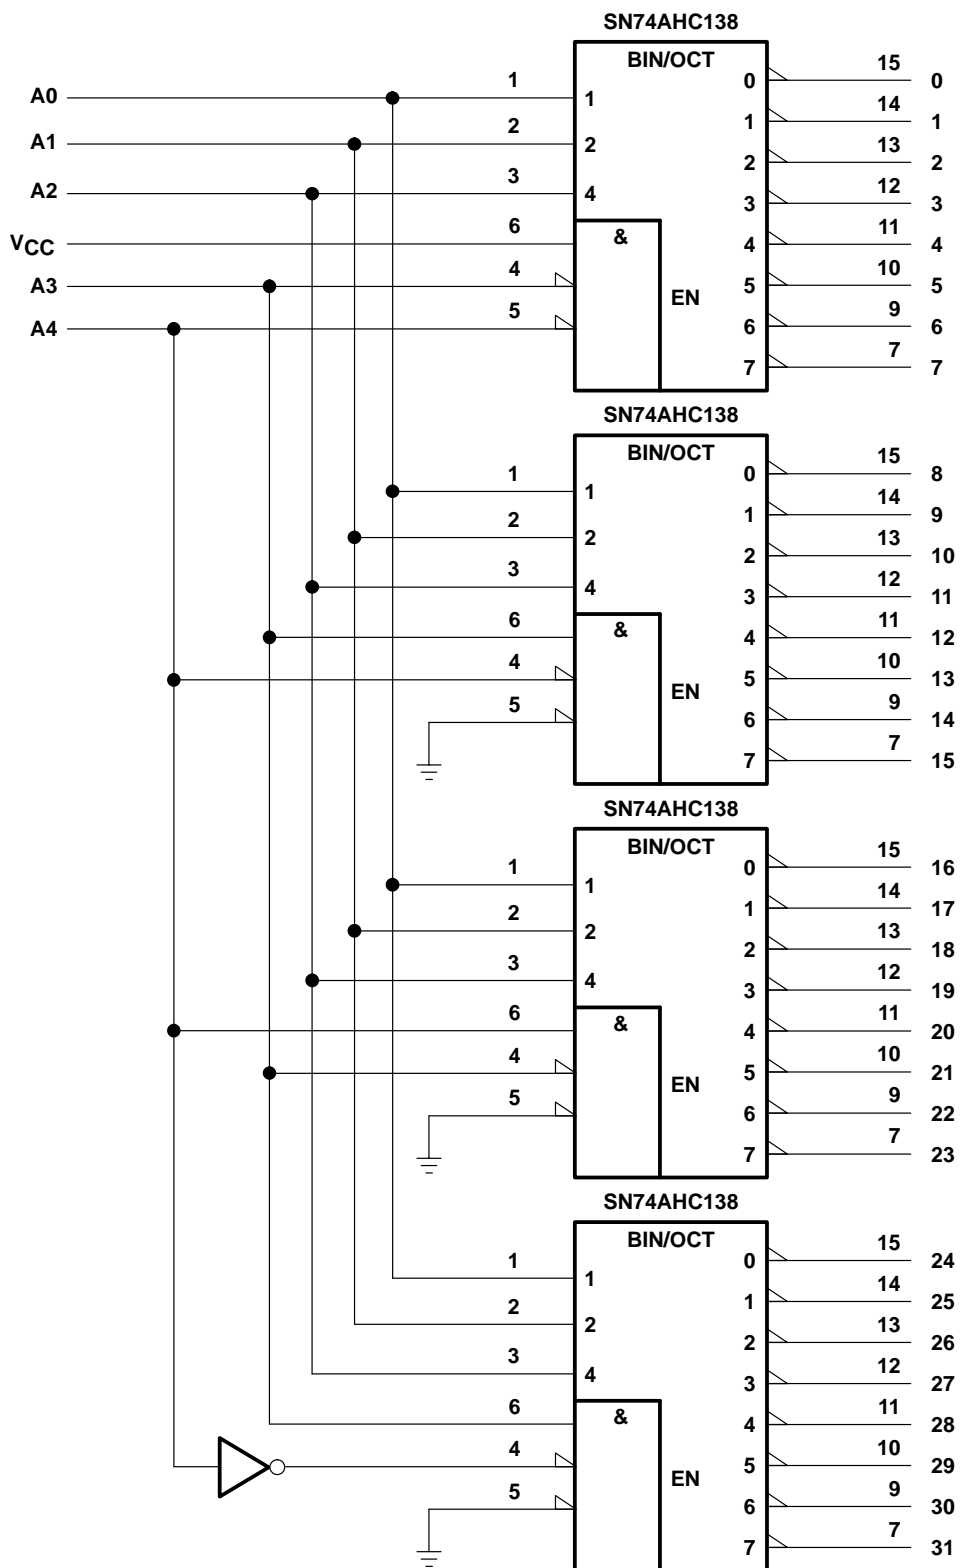 SN74AHC138
BIN/OCT
A0 1 1 0 15 0
A1 2 2 1 14 1
A2 3 4 2 13 2
3 12 3
VCC 6 & 4 11 4
A3 4 EN 5 10 5
A4 5 6 9 6
7 7 7
SN74AHC138
BIN/OCT
1 1 0 15 8
2 2 1 14 9
3 4 2 13 10
3 12 11
6 & 4 11 12
4 EN 5 10 13
5 6 9 14
7 7 15
SN74AHC138
BIN/OCT
1 1 0 15 16
2 2 1 14 17
3 4 2 13 18
3 12 19
6 & 4 11 20
4 EN 5 10 21
5 6 9 22
7 7 23
SN74AHC138
BIN/OCT
1 1 0 15 24
2 2 1 14 25
3 4 2 13 26
3 12 27
6 & 4 11 28
4 EN 5 10 29
5 6 9 30
7 7 31